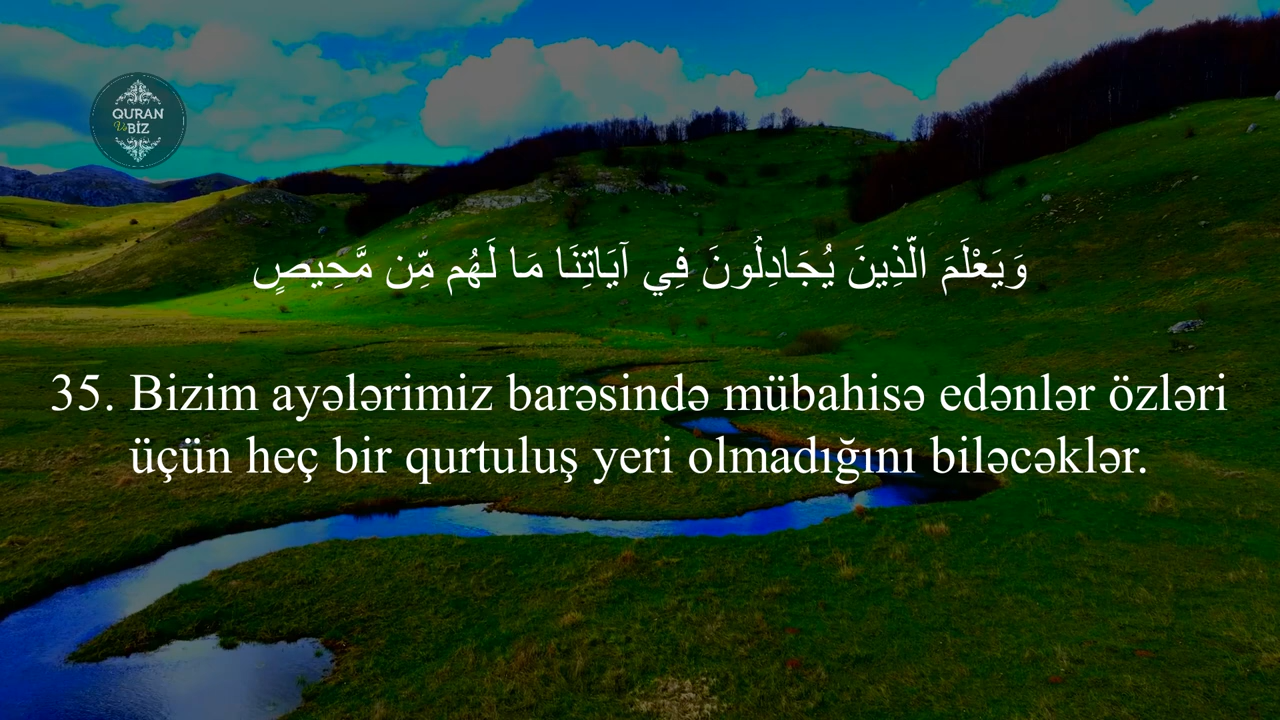 QURAN
Və BİZ
وَيَعْلَمَ الَّذِينَ يُجَادِلُونَ فِي آيَاتِنَا مَا لَهُم مِّن مَّحِيصٍ
35. Bizim ayələrimiz barəsində mübahisə edənlər özləri
üçün heç bir qurtuluş yeri olmadığını biləcəklər.